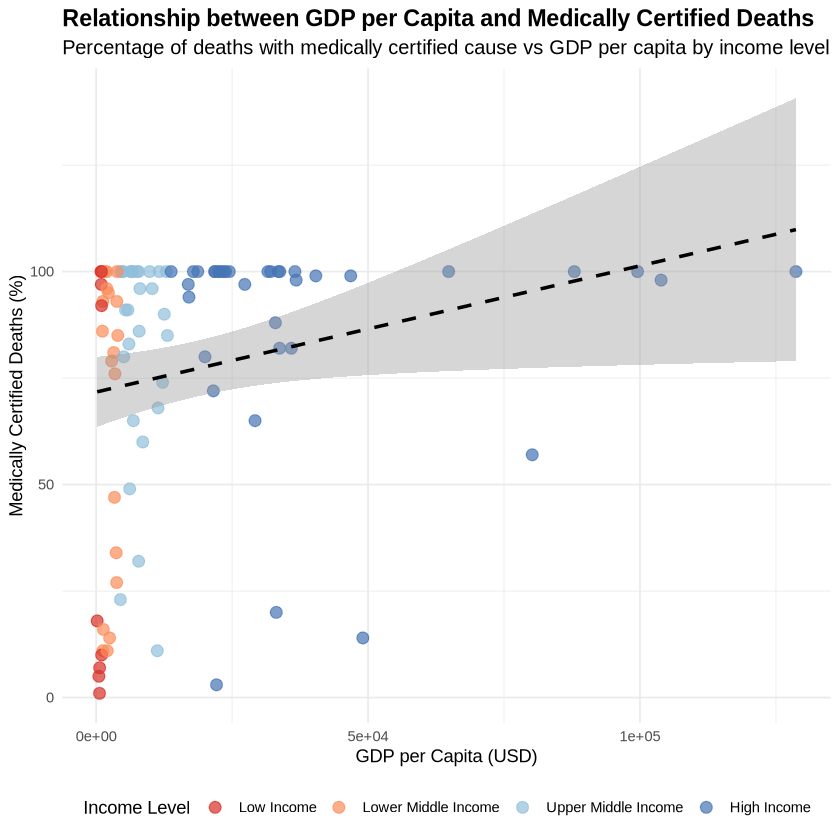 Relationship between GDP per Capita and Medically Certified Deaths
Percentage of deaths with medically certified cause vs GDP per capita by income level
Medically Certified Deaths (%)
100
50
0
0e+00
5e+04
1e+05
GDP per Capita (USD)
Income Level
Low Income
Lower Middle Income
Upper Middle Income
High Income